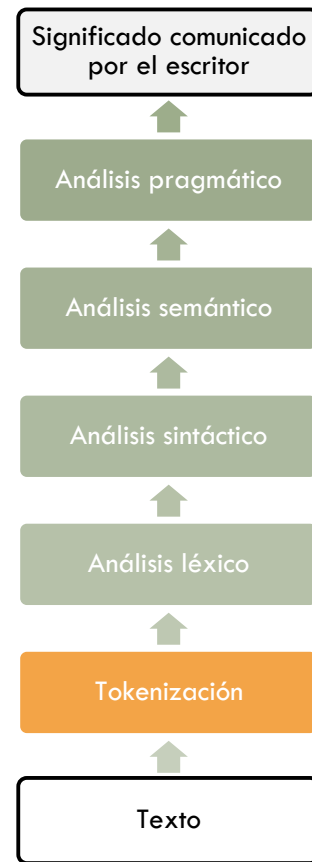 Significado comunicado
por el escritor
Análisis pragmático
Análisis semántico
Análisis sintáctico
Análisis léxico
Tokenización
Texto